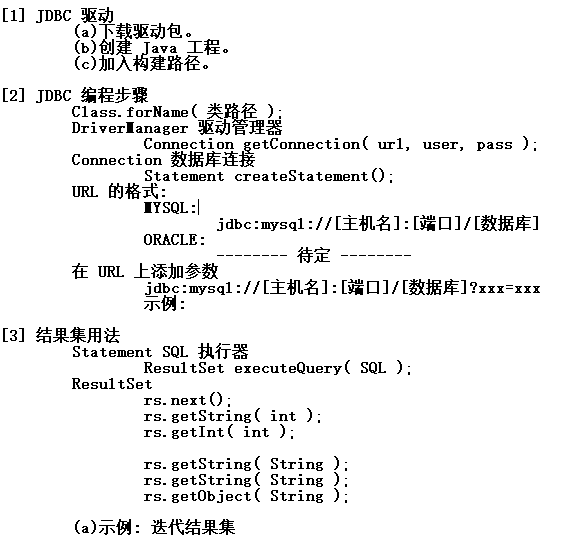 [1] JDBC 驱动
(a)下载驱动包。
(b)创建 Java 工程。
(c)加入构建路径。
[2] JDBC 编程步骤
Class.forName( 类路径 );
DriverManager 驱动管理器
Connection getConnection( url, user, pass );
Connection 数据库连接
Statement createStatement();
URL 的格式:
MYSQL:
jdbc:mysql://[主机名]:[端口]/[数据库]
ORACLE:
-------- 待定 --------
在 URL 上添加参数
jdbc:mysql://[主机名]:[端口]/[数据库]?xxx=xxx
示例:
[3] 结果集用法
Statement SQL 执行器
ResultSet executeQuery( SQL );
ResultSet
rs.next();
rs.getString( int );
rs.getInt( int );
rs.getString( String );
rs.getString( String );
rs.getObject( String );
(a)示例: 迭代结果集